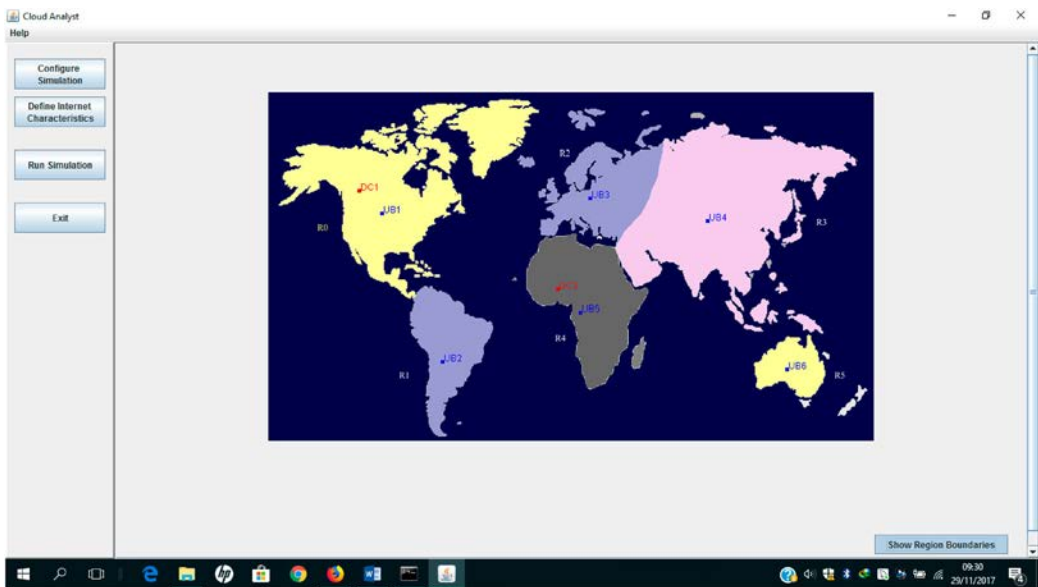 Cloud Analyst
Help
Configure
Simulation
Define Internet
Characteristics
Run Simulation
Exit
R2
DC1
UB3
UB1
UB4
R0
R3
UB5
R4
UB2
UB6
R1
R5
Show Region Boundaries
09:30
29/11/2017